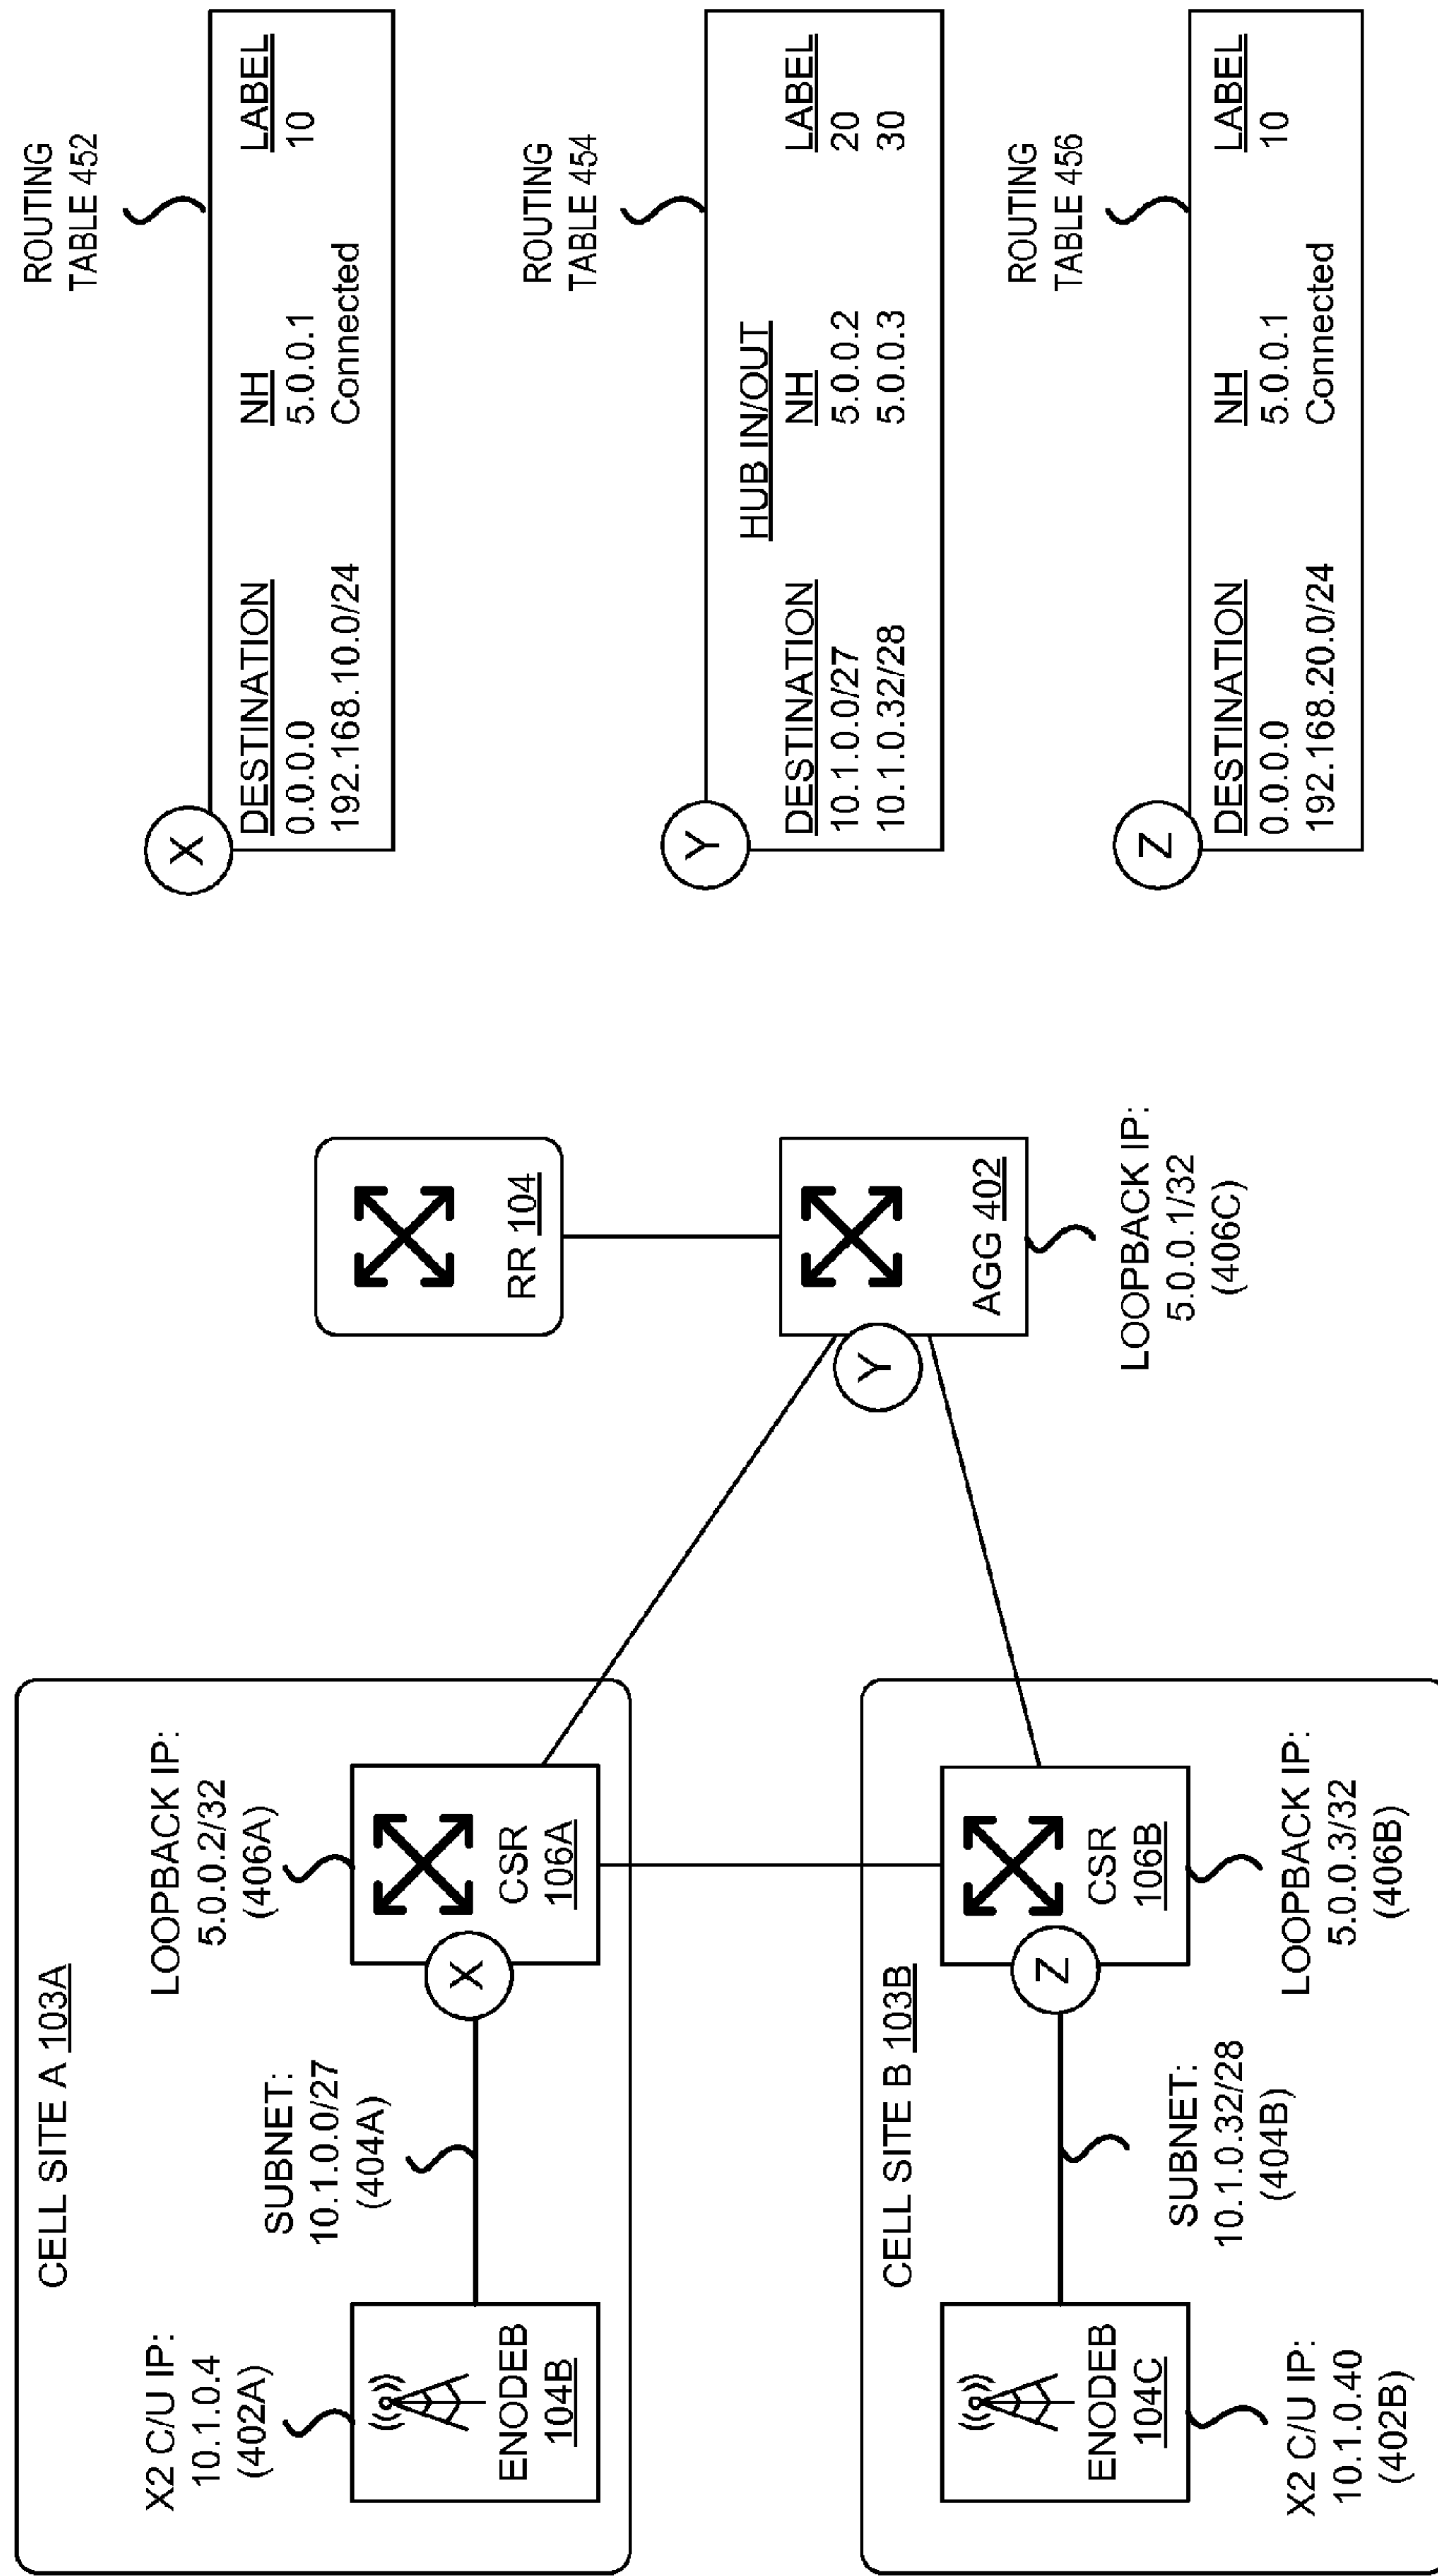 CELL SITE A 103A
X2 C/U IP:
10.1.0.4
(402A)
ENODEB
104B
SUBNET:
10.1.0.0/27
(404A)
LOOPBACK IP:
5.0.0.2/32
(406A)
X
CSR
106A
CELL SITE B 103B
ENODEB
104C
X2 C/U IP:
10.1.0.40
(402B)
SUBNET:
10.1.0.32/28
(404B)
Z
CSR
106B
LOOPBACK IP:
5.0.0.3/32
(406B)
RR 104
Y
AGG 402
LOOPBACK IP:
5.0.0.1/32
(406C)
ROUTING
TABLE 452
X
DESTINATION NH LABEL
0.0.0.0 5.0.0.1 10
192.168.10.0/24 Connected
ROUTING
TABLE 454
Y
HUB IN/OUT
DESTINATION NH LABEL
10.1.0.0/27 5.0.0.2 20
10.1.0.32/28 5.0.0.3 30
ROUTING
TABLE 456
Z
DESTINATION NH LABEL
0.0.0.0 5.0.0.1 10
192.168.20.0/24 Connected